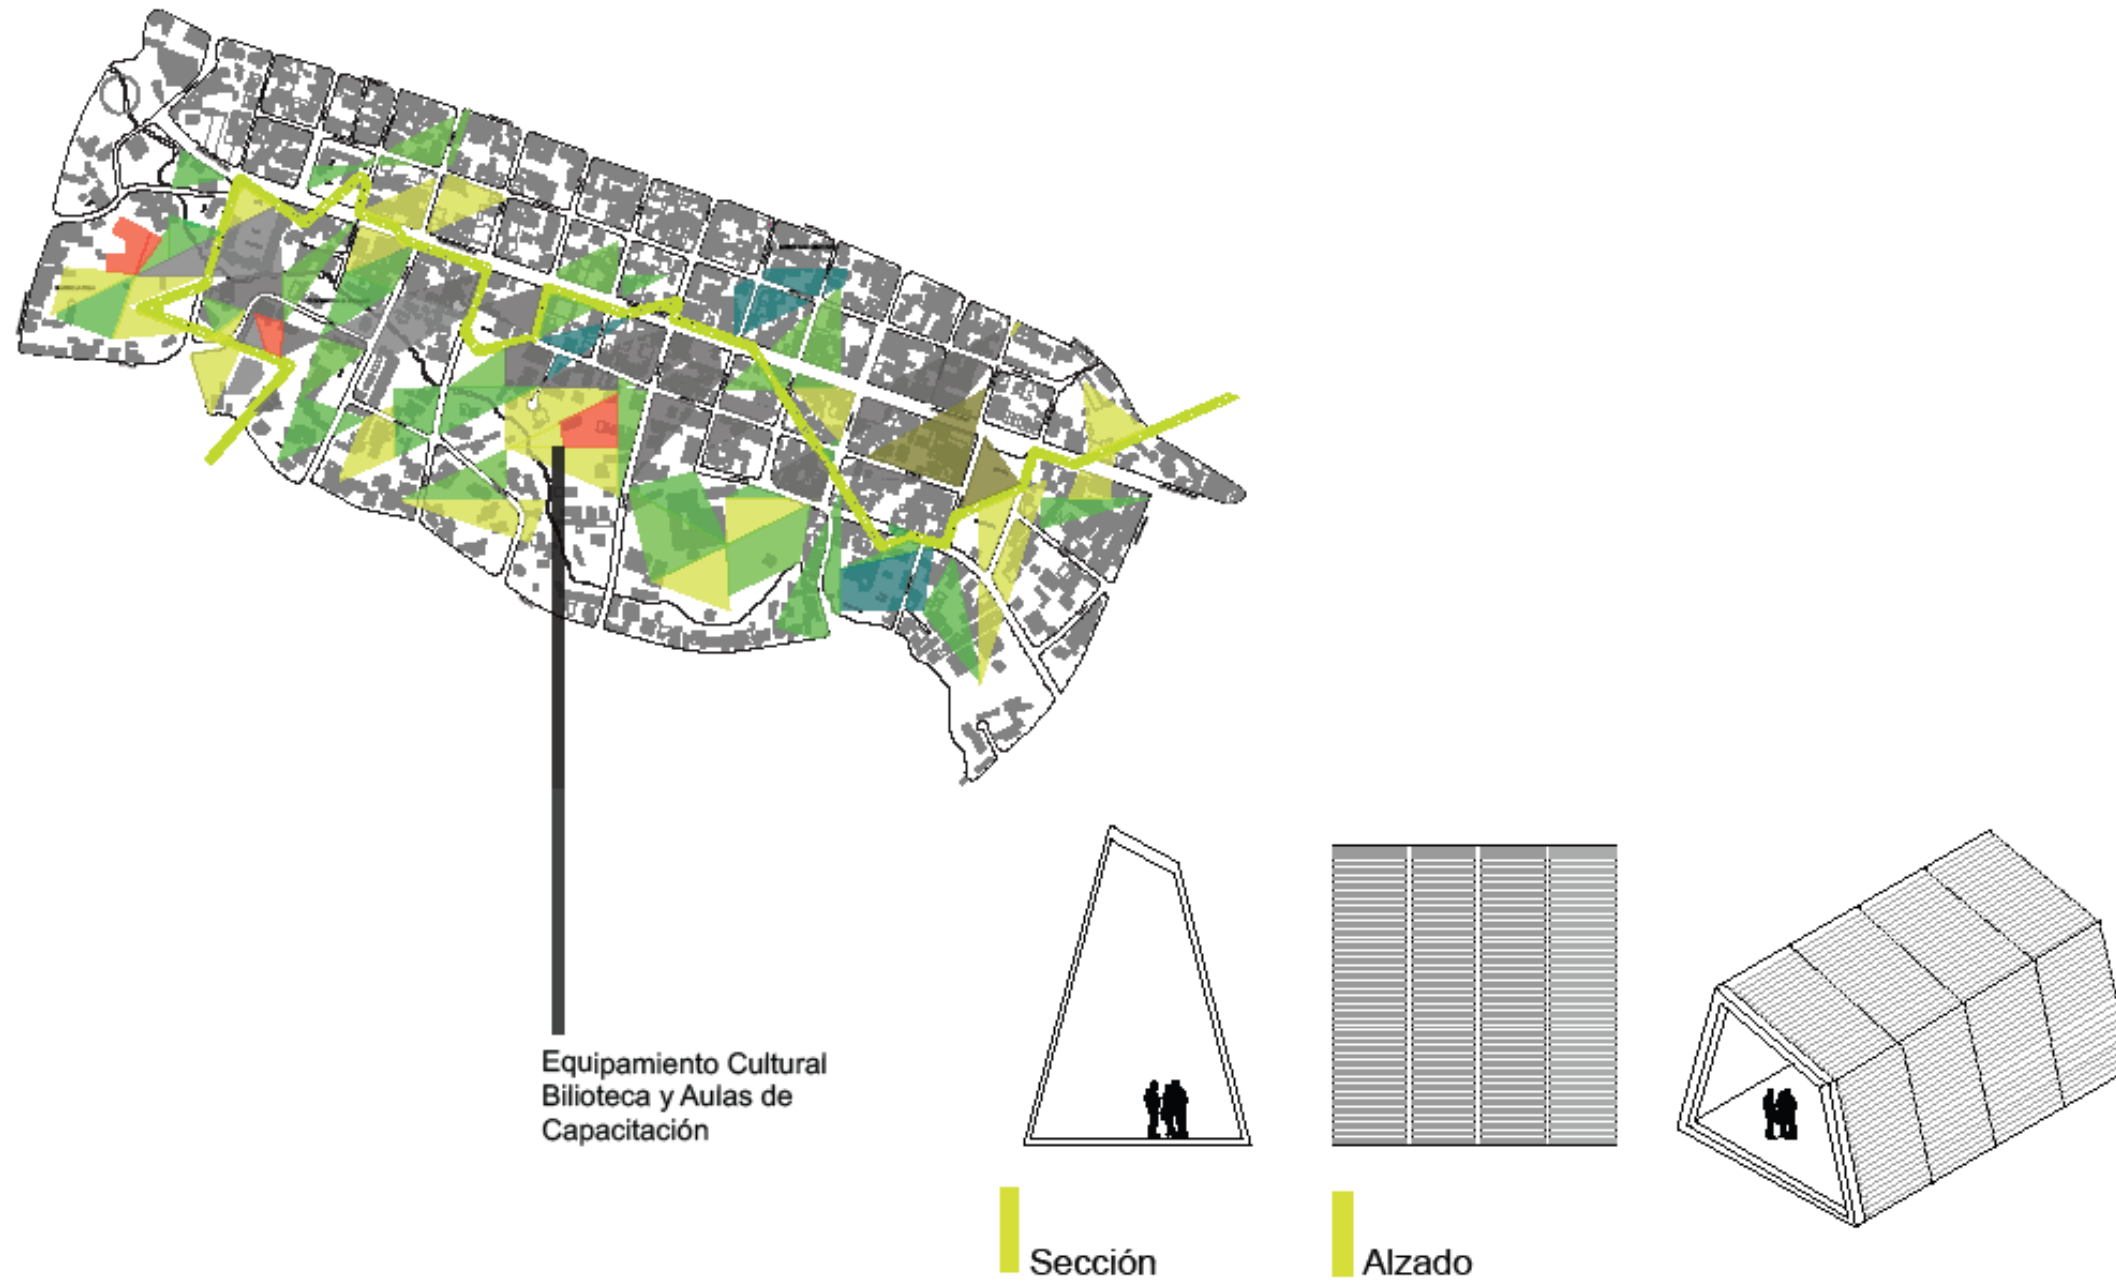 Equipamiento Cultural
Bilioteca y Aulas de
Capacitación
Sección
Alzado